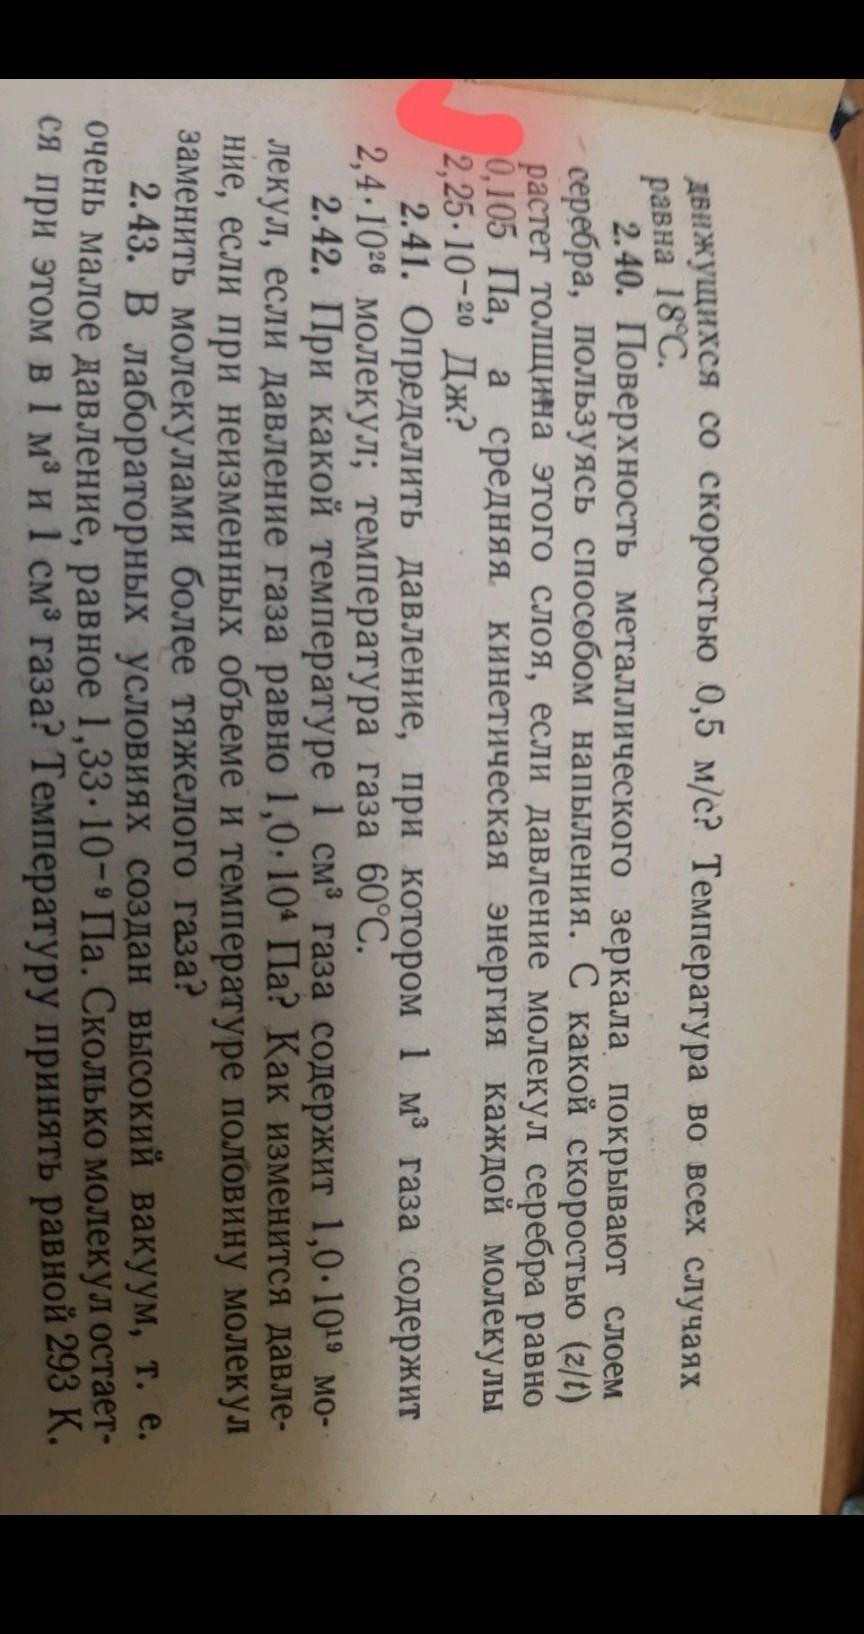 движущихся со скоростью 0,5 м/с? Температура во всех случаях
равна 18°С.
2.40. Поверхность металлического зеркала покрывают слоем
серебра, пользуясь способом напыления. С какой скоростью (z/t)
растет толщина этого слоя, если давление молекул серебра равно
0,105 Па, а средняя кинетическая энергия каждой молекулы
2,25·10⁻²⁰ Дж?
2.41. Определить давление, при котором 1 м³ газа содержит
2,4·10²⁶ молекул; температура газа 60°С.
2.42. При какой температуре 1 см³ газа содержит 1,0·10¹⁹ мо-
лекул, если давление газа равно 1,0·10⁴ Па? Как изменится давле-
ние, если при неизменных объеме и температуре половину молекул
заменить молекулами более тяжелого газа?
2.43. В лабораторных условиях создан высокий вакуум, т. е.
очень малое давление, равное 1,33·10⁻⁹ Па. Сколько молекул остает-
ся при этом в 1 м³ и 1 см³ газа? Температуру принять равной 293 К.